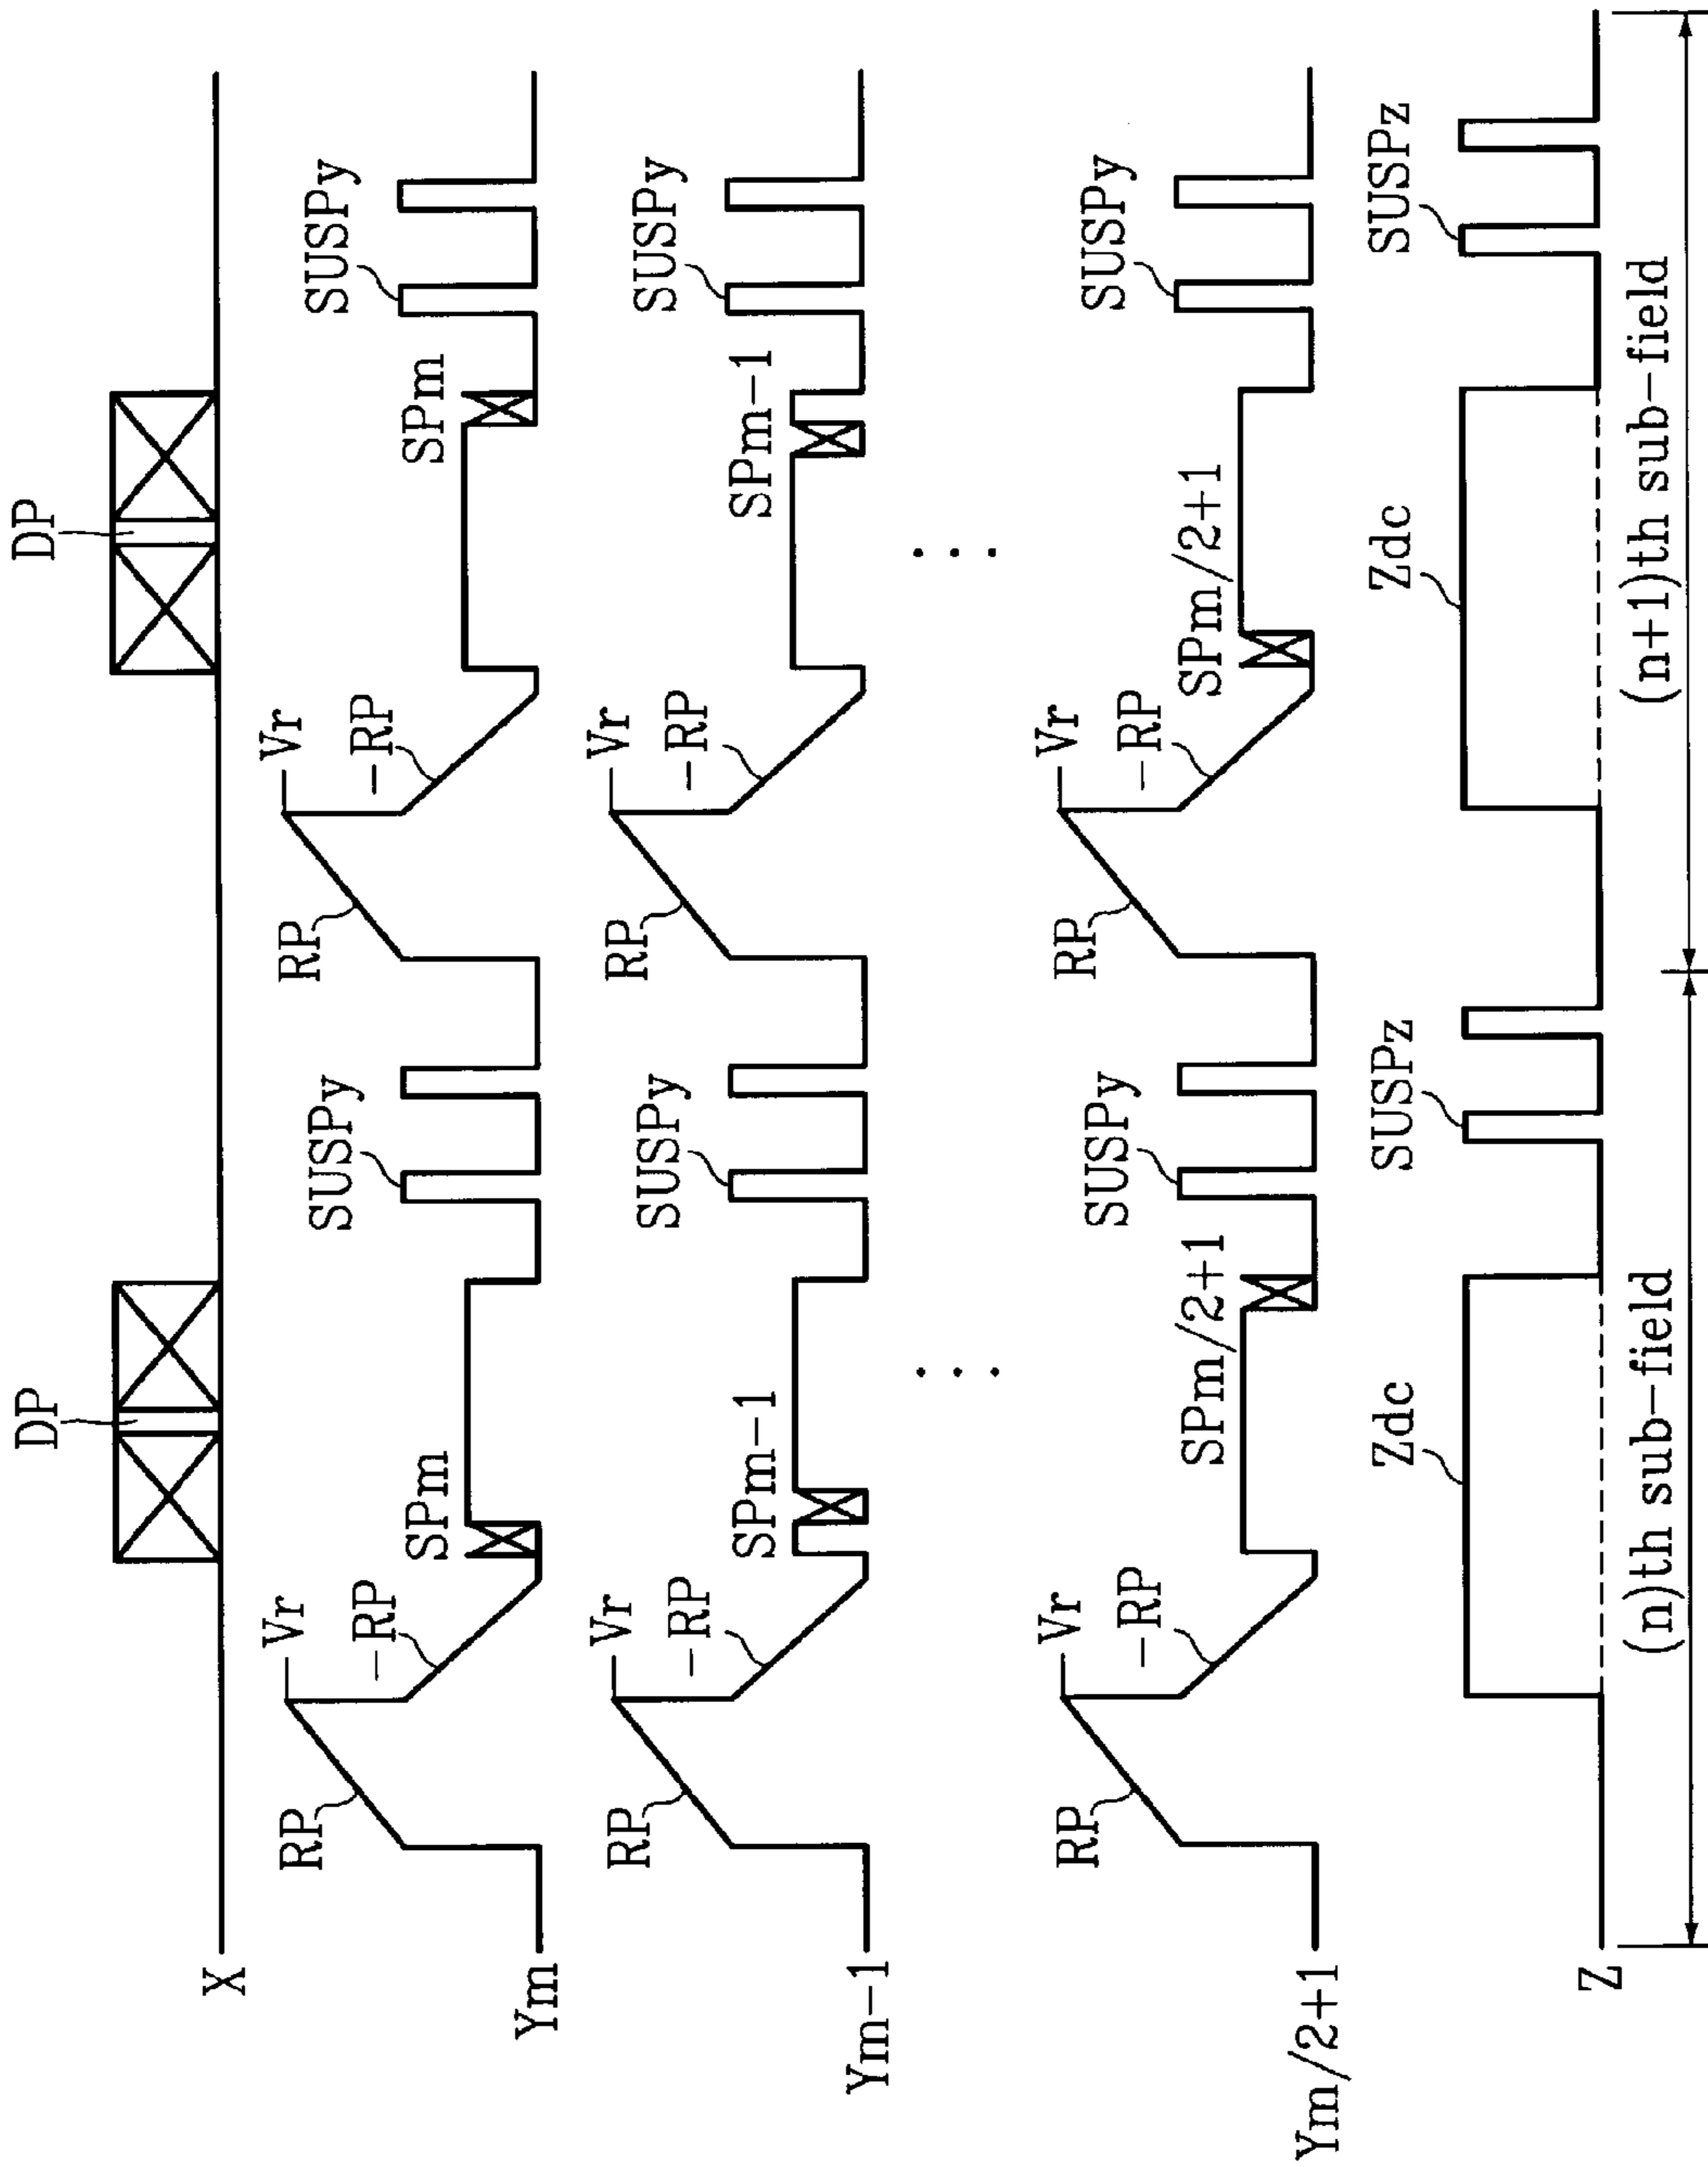 DP DP
X
Vr Vr
RP -RP SPm SUSPy RP -RP SPm SUSPy
Ym
Vr Vr
RP -RP SPm-1 SUSPy RP -RP SPm-1 SUSPy
Ym-1
... ...
Vr Vr
RP -RP SPm/2+1 SUSPy RP -RP SPm/2+1 SUSPy
Ym/2+1
Zdc SUSPz Zdc SUSPz
Z
(n)th sub-field (n+1)th sub-field